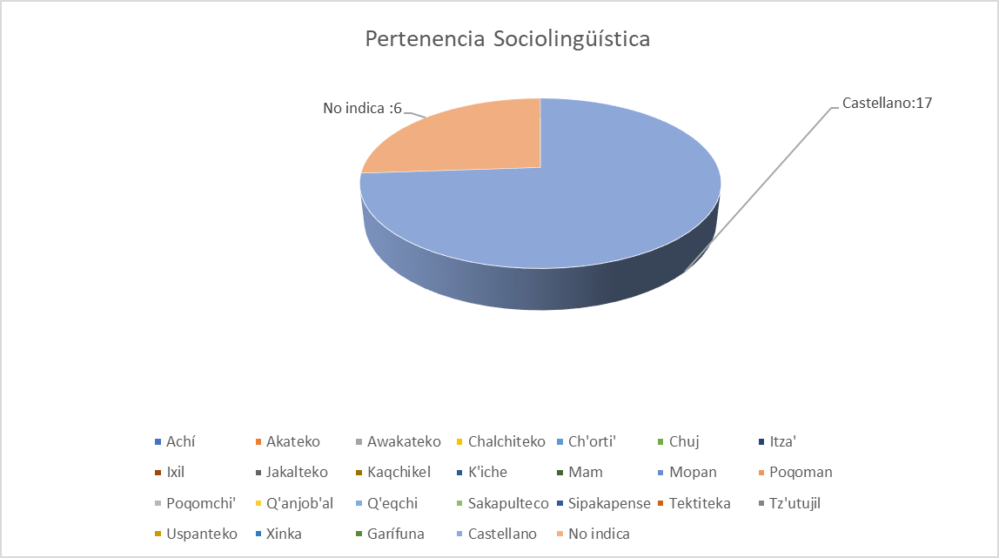 Pertenencia Sociolingüística
No indica :6
Castellano:17
Achí Akateko Awakateko Chalchiteko Ch'orti' Chuj Itza'
Ixil Jakalteko Kaqchikel K'iche Mam Mopan Poqoman
Poqomchi' Q'anjob'al Q'eqchi Sakapulteco Sipakapense Tektiteka Tz'utujil
Uspanteko Xinka Garífuna Castellano No indica